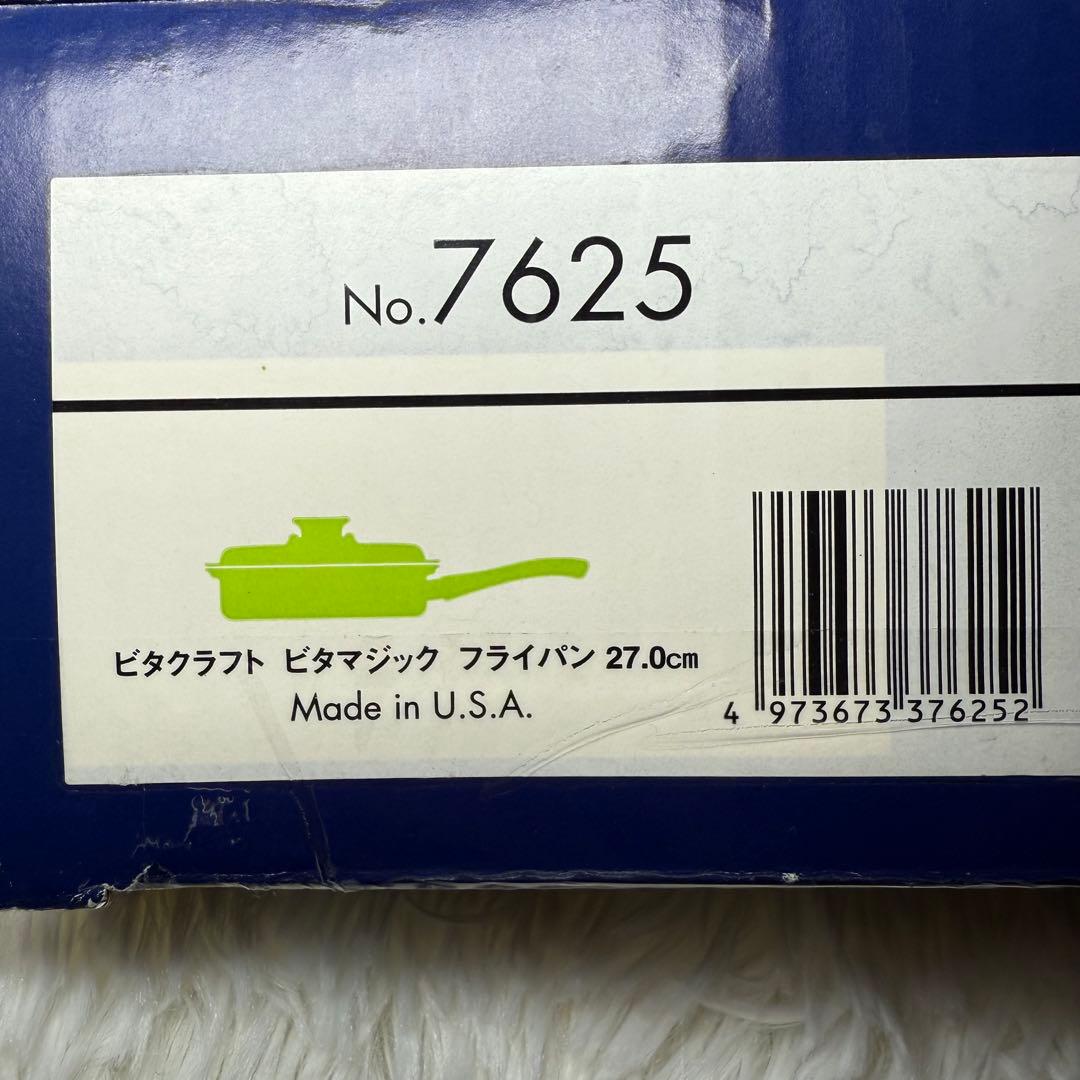 No.7625
ビタクラフト ビタマジック フライパン 27.0cm
Made in U.S.A.
4 973673 376252